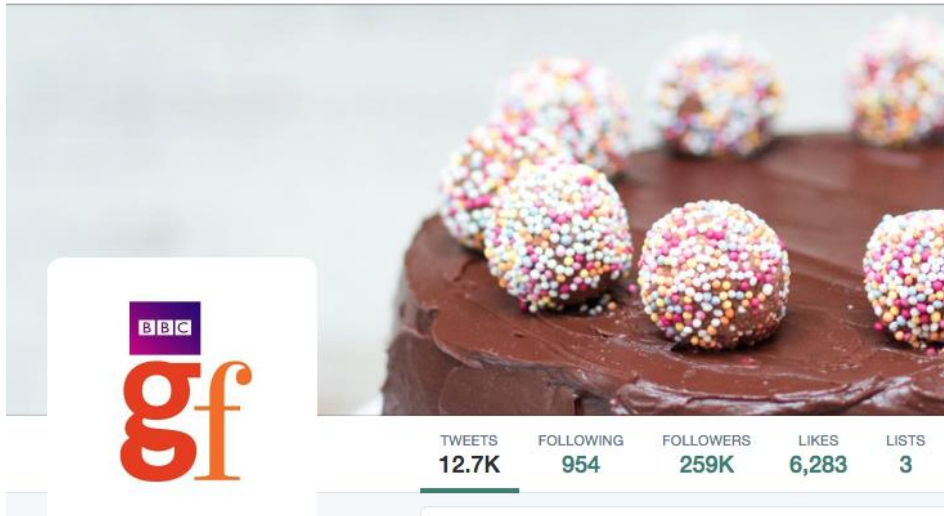 BBC
gf
TWEETS FOLLOWING FOLLOWERS LIKES LISTS
12.7K 954 259K 6,283 3